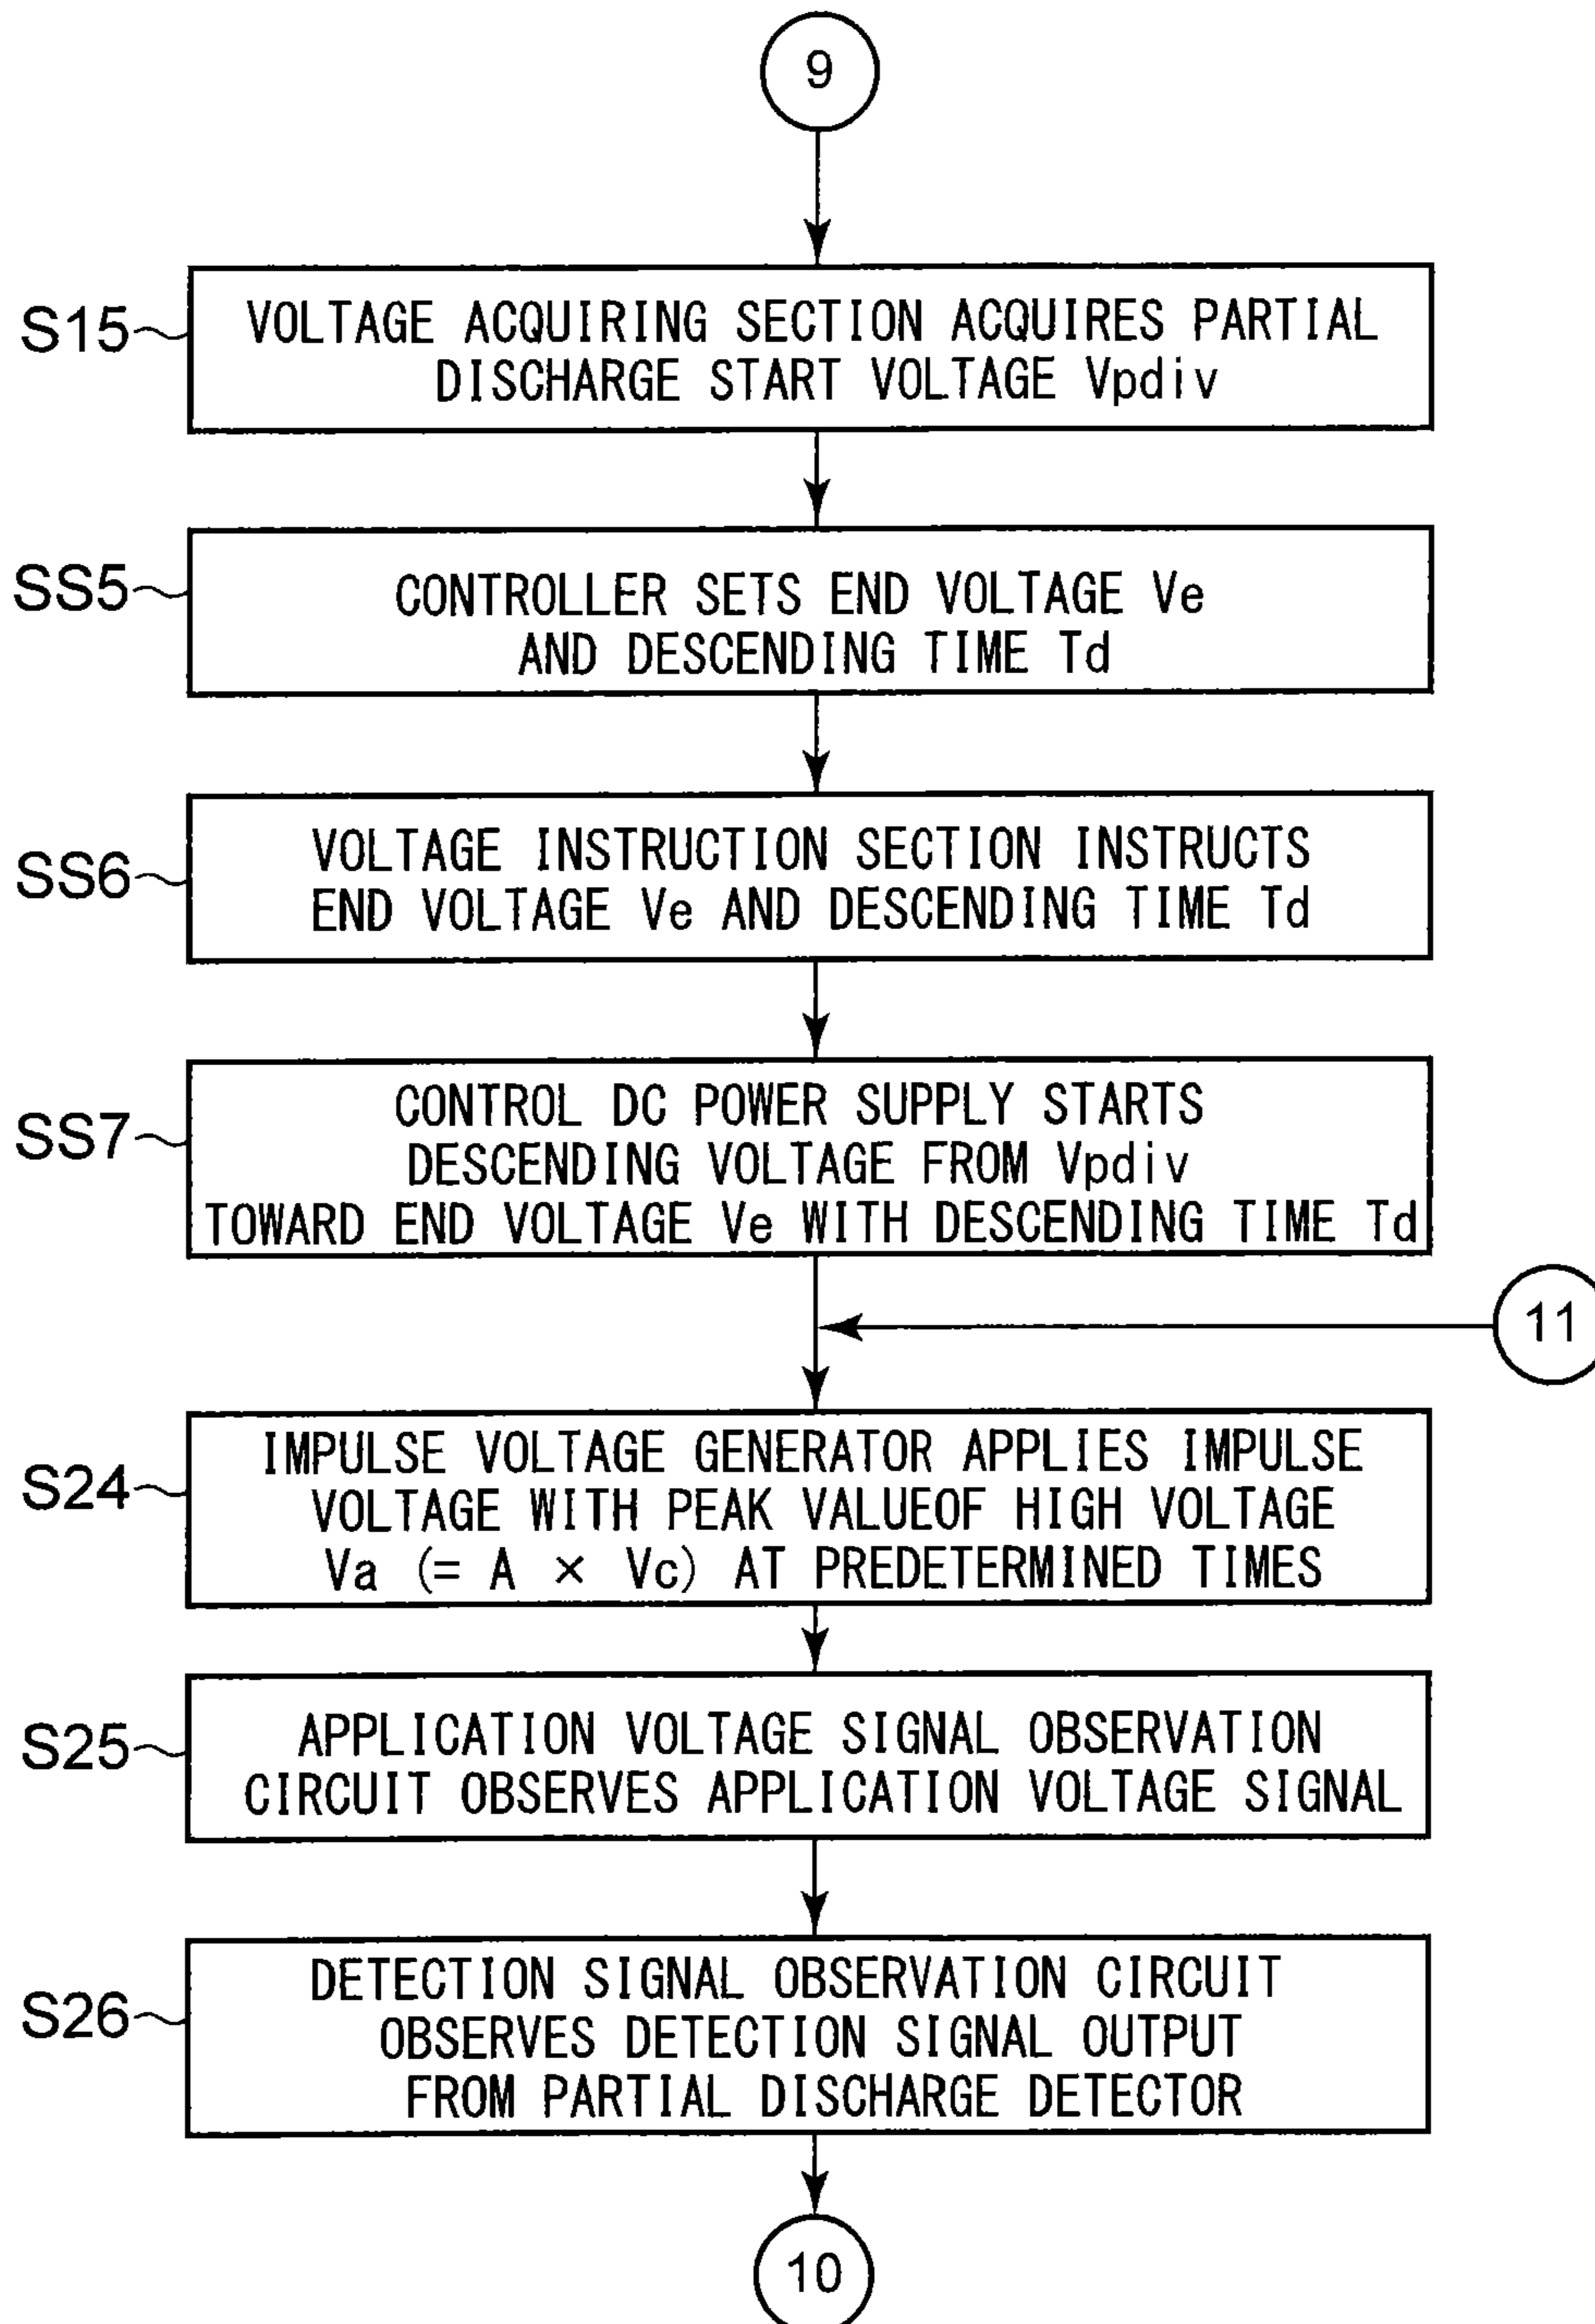 9
S15
VOLTAGE ACQUIRING SECTION ACQUIRES PARTIAL
DISCHARGE START VOLTAGE Vpdiv
SS5
CONTROLLER SETS END VOLTAGE Ve
AND DESCENDING TIME Td
SS6
VOLTAGE INSTRUCTION SECTION INSTRUCTS
END VOLTAGE Ve AND DESCENDING TIME Td
SS7
CONTROL DC POWER SUPPLY STARTS
DESCENDING VOLTAGE FROM Vpdiv
TOWARD END VOLTAGE Ve WITH DESCENDING TIME Td
11
S24
IMPULSE VOLTAGE GENERATOR APPLIES IMPULSE
VOLTAGE WITH PEAK VALUEOF HIGH VOLTAGE
Va (= A × Vc) AT PREDETERMINED TIMES
S25
APPLICATION VOLTAGE SIGNAL OBSERVATION
CIRCUIT OBSERVES APPLICATION VOLTAGE SIGNAL
S26
DETECTION SIGNAL OBSERVATION CIRCUIT
OBSERVES DETECTION SIGNAL OUTPUT
FROM PARTIAL DISCHARGE DETECTOR
10